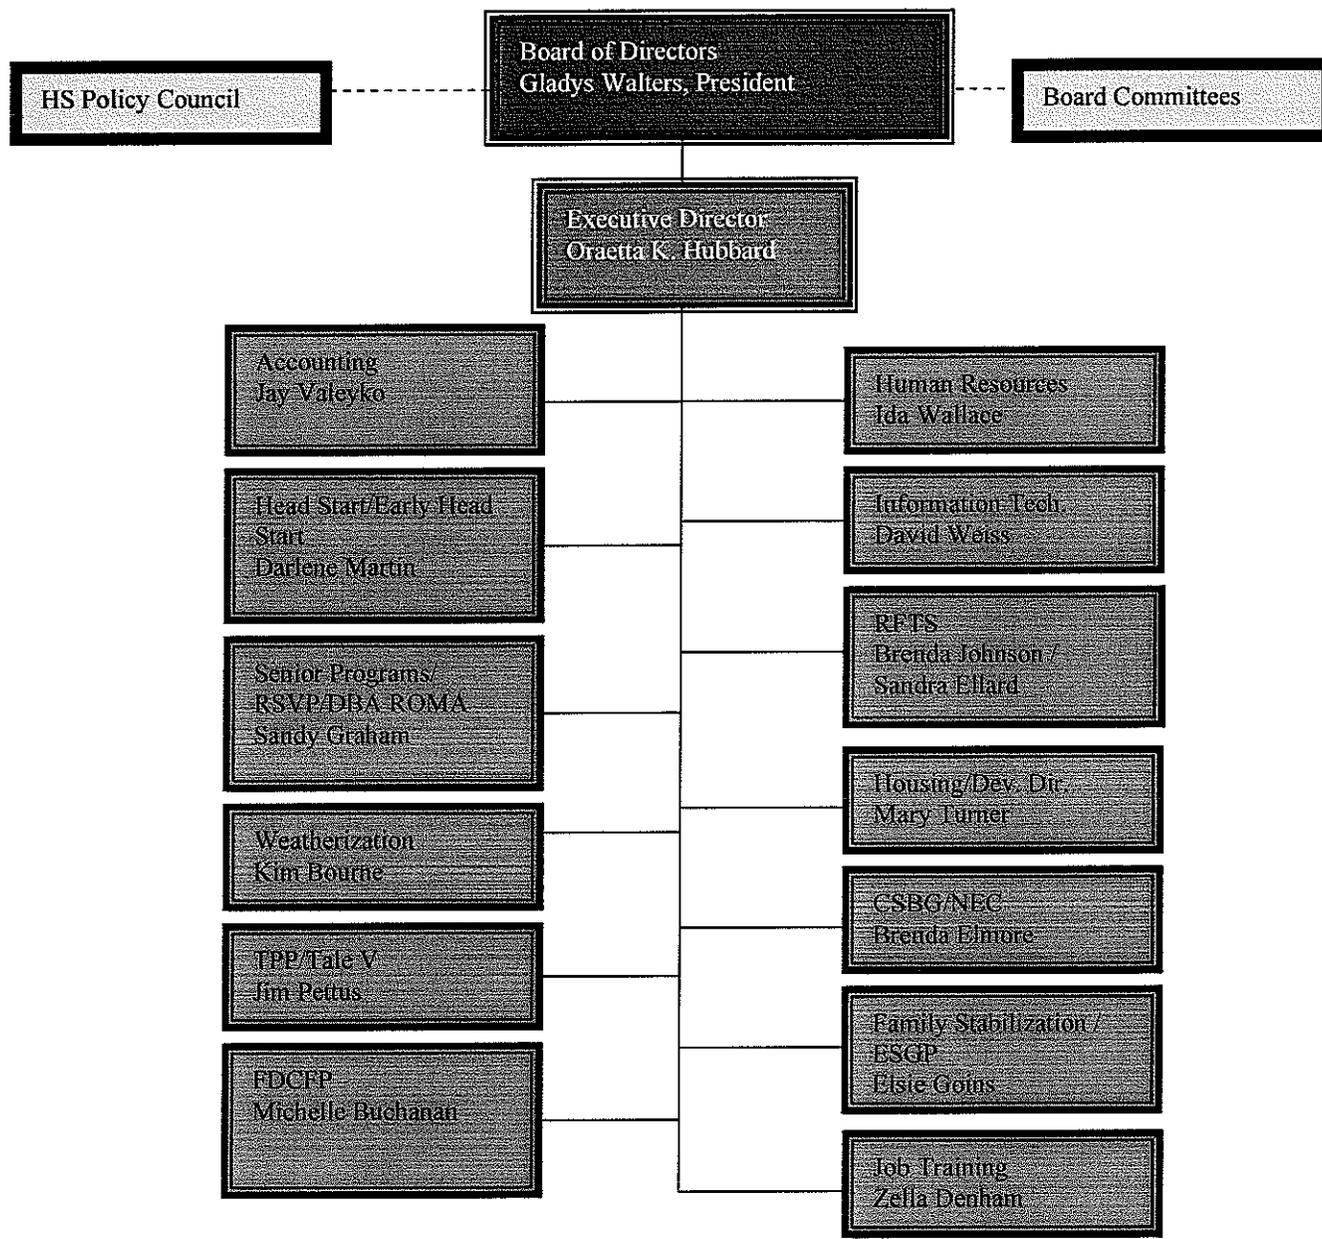 Board of Directors
Gladys Walters, President
HS Policy Council
Board Committees
Executive Director
Oraetta K. Hubbard
Accounting
Jay Valeyko
Head Start/Early Head
Start
Darlene Martin
Senior Programs/
RSVP/DBA ROMA
Sandy Graham
Weatherization
Kim Bourne
TPP/Tale V
Jim Pettus
FDCFP
Michelle Buchanan
Human Resources
Ida Wallace
Information Tech.
David Weiss
RFTS
Brenda Johnson /
Sandra Ellard
Housing/Dev. Dir.
Mary Turner
CSBG/NEC
Brenda Elmore
Family Stabilization /
ESGP
Elsie Goins
Job Training
Zella Denham